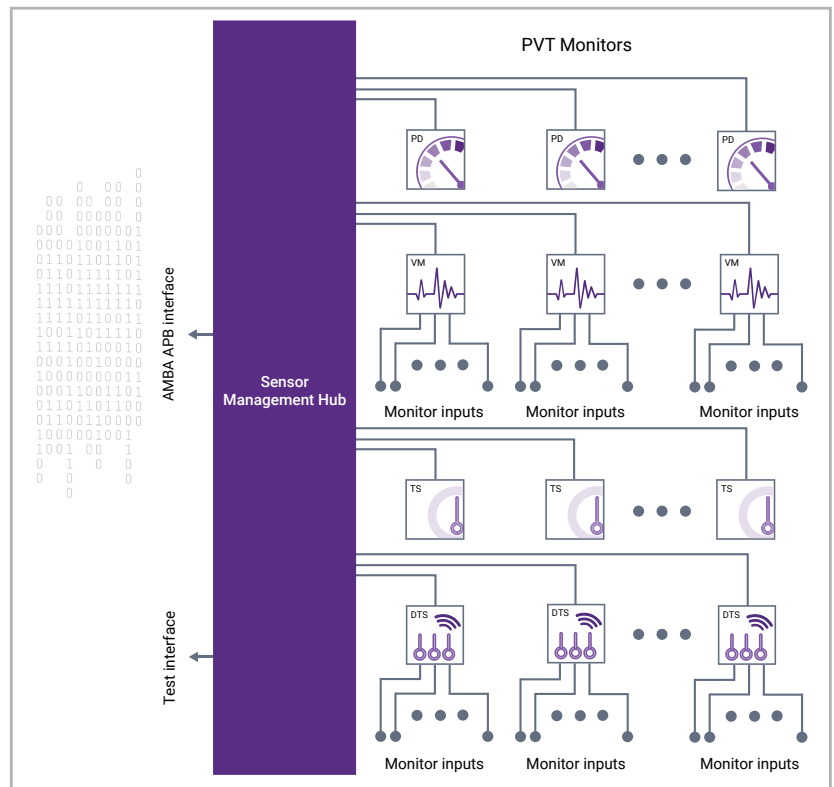 PVT Monitors
PD
PD
PD
VM
VM
VM
AMBA APB interface
Sensor
Management Hub
Monitor inputs
Monitor inputs
Monitor inputs
TS
TS
TS
DTS
DTS
DTS
Test interface
Monitor inputs
Monitor inputs
Monitor inputs